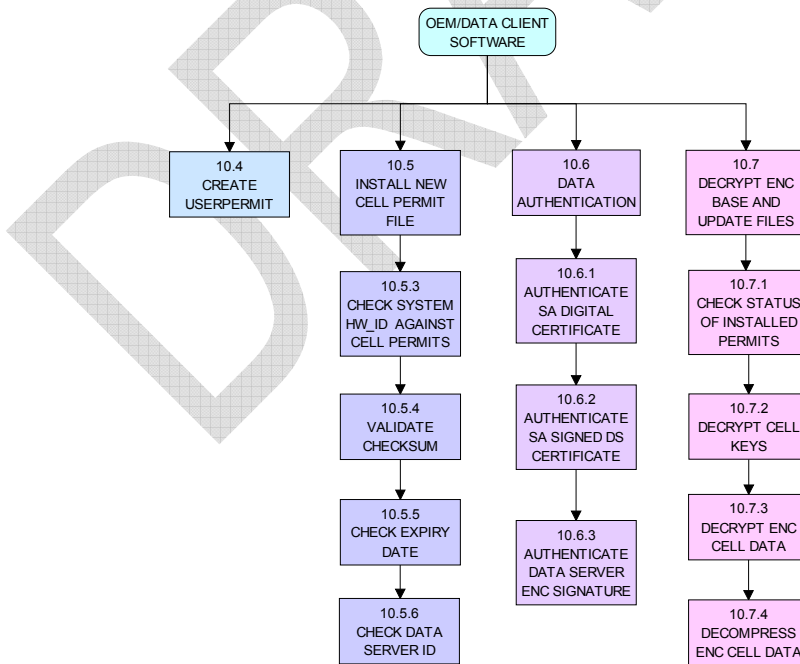 OEM/DATA CLIENT
SOFTWARE
10.4
CREATE
USERPERMIT
10.5
INSTALL NEW
CELL PERMIT
FILE
10.6
DATA
AUTHENTICATION
10.7
DECRYPT ENC
BASE AND
UPDATE FILES
10.5.3
CHECK SYSTEM
HW_ID AGAINST
CELL PERMITS
10.6.1
AUTHENTICATE
SA DIGITAL
CERTIFICATE
10.7.1
CHECK STATUS
OF INSTALLED
PERMITS
10.5.4
VALIDATE
CHECKSUM
10.6.2
AUTHENTICATE
SA SIGNED DS
CERTIFICATE
10.7.2
DECRYPT CELL
KEYS
10.5.5
CHECK EXPIRY
DATE
10.6.3
AUTHENTICATE
DATA SERVER
ENC SIGNATURE
10.7.3
DECRYPT ENC
CELL DATA
10.5.6
CHECK DATA
SERVER ID
10.7.4
DECOMPRESS
ENC CELL DATA